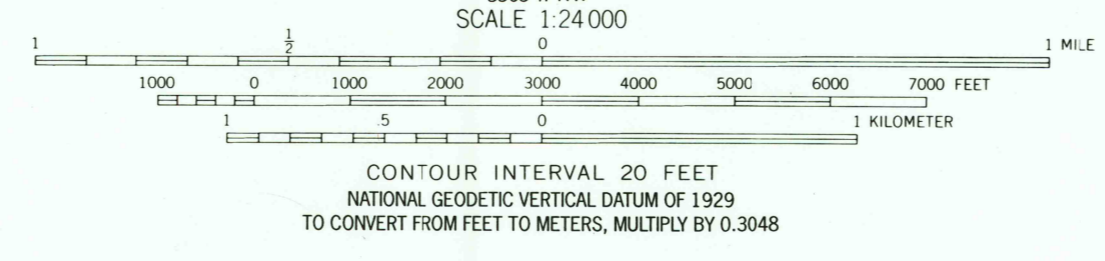 SCALE 1:24 000
1 1/2 0 1 MILE
1000 0 1000 2000 3000 4000 5000 6000 7000 FEET
1 .5 0 1 KILOMETER
CONTOUR INTERVAL 20 FEET
NATIONAL GEODETIC VERTICAL DATUM OF 1929
TO CONVERT FROM FEET TO METERS, MULTIPLY BY 0.3048